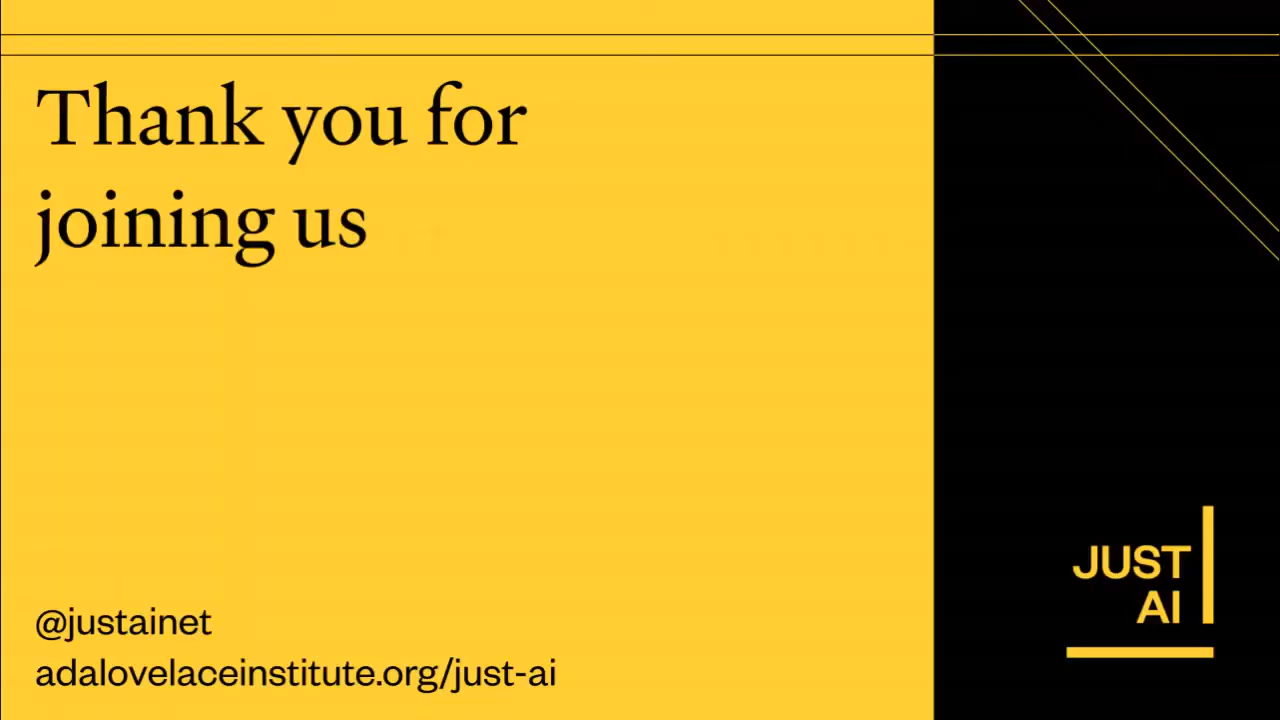 Thank you for
joining us
@justainet
adalovelaceinstitute.org/just-ai
JUST
AI